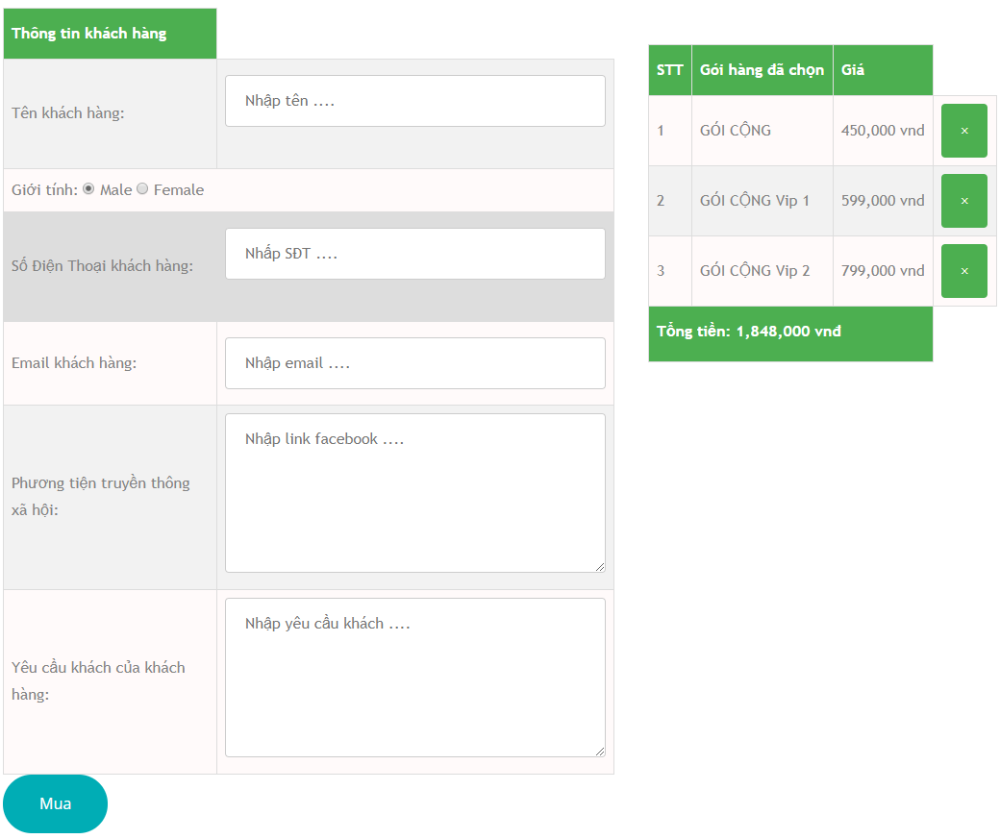 Thông tin khách hàng
Tên khách hàng:
Nhập tên ....
Giới tính: Male Female
Số Điện Thoại khách hàng:
Nhấp SĐT ....
Email khách hàng:
Nhập email ....
Phương tiện truyền thông
xã hội:
Nhập link facebook ....
Yêu cầu khách của khách
hàng:
Nhập yêu cầu khách ....
Mua
STT Gói hàng đã chọn Giá
1 GÓI CỘNG 450,000 vnd ×
2 GÓI CỘNG Vip 1 599,000 vnd ×
3 GÓI CỘNG Vip 2 799,000 vnd ×
Tổng tiền: 1,848,000 vnđ